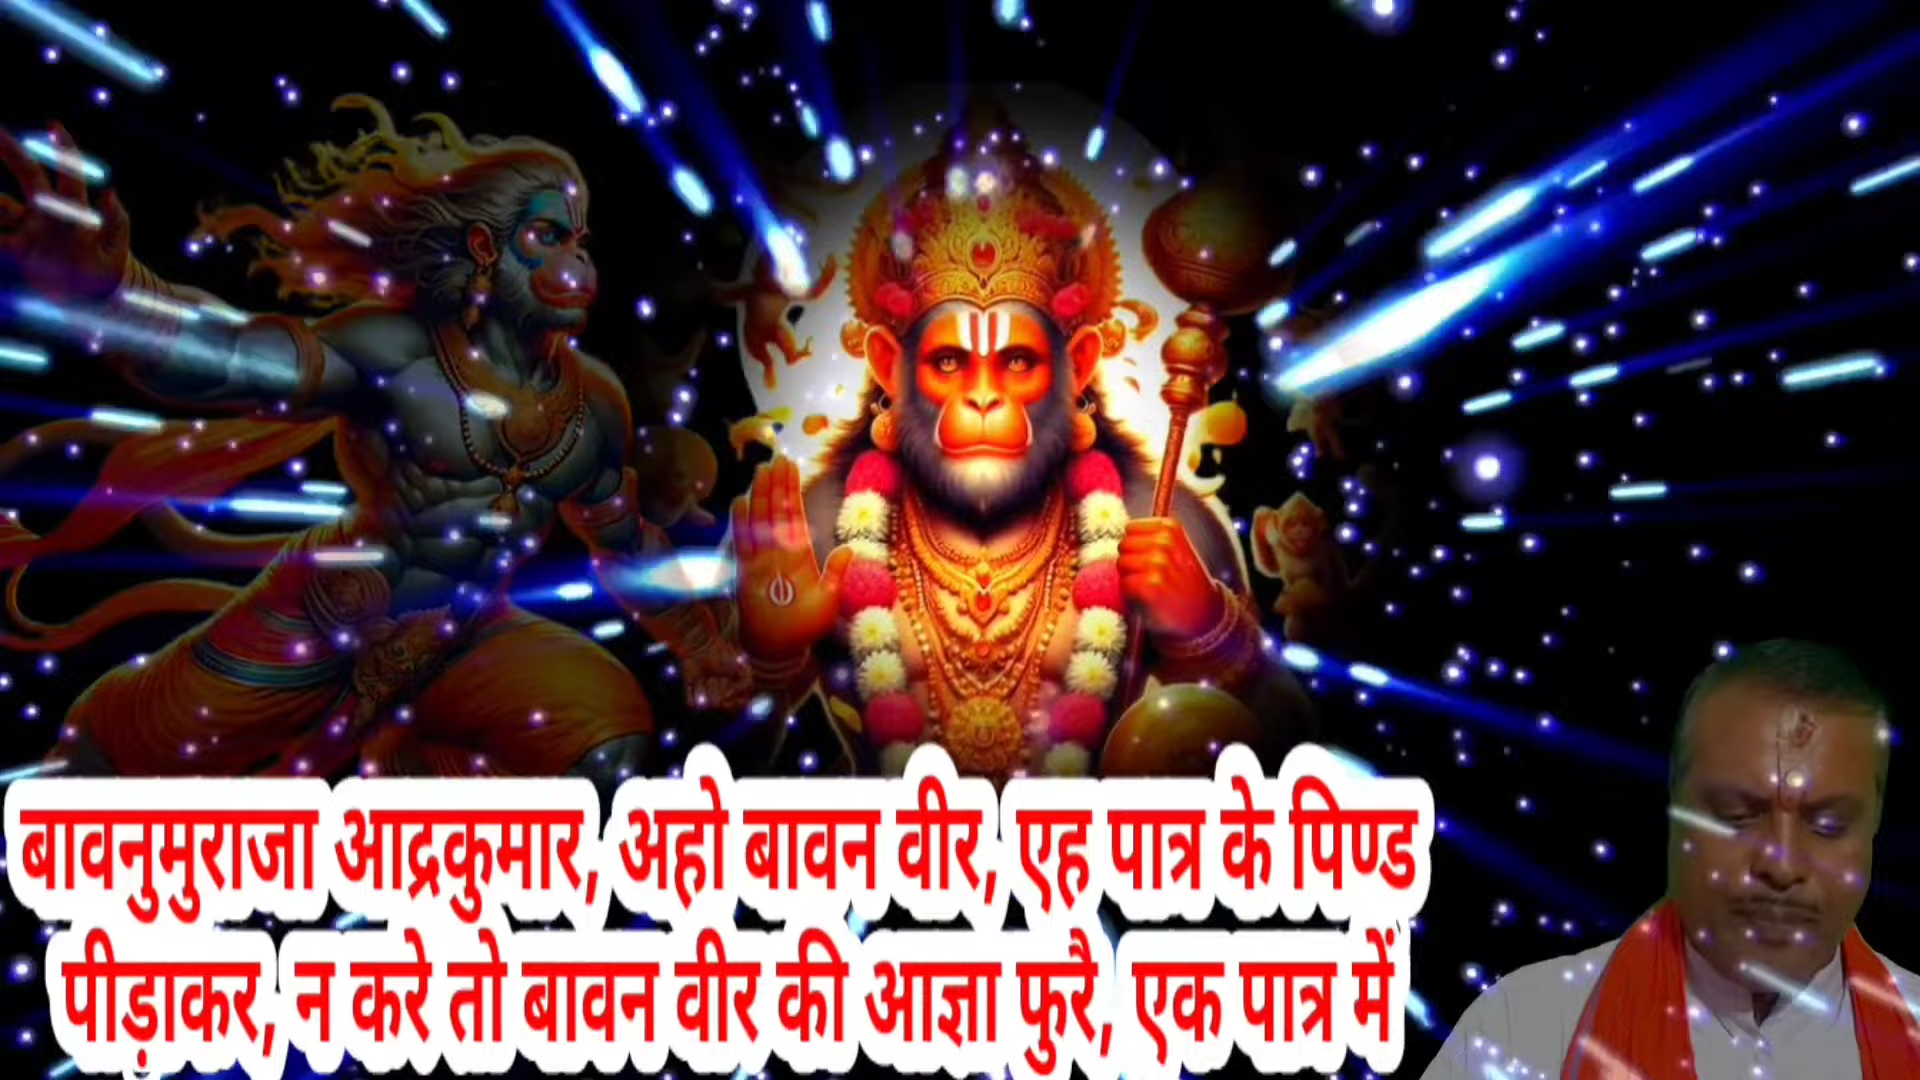 बावनुमुराजा आद्रकुमार, अहो बावन वीर, एह पात्र के पिण्ड
पीड़ाकर, न करे तो बावन वीर की आज्ञा फुरै, एक पात्र में